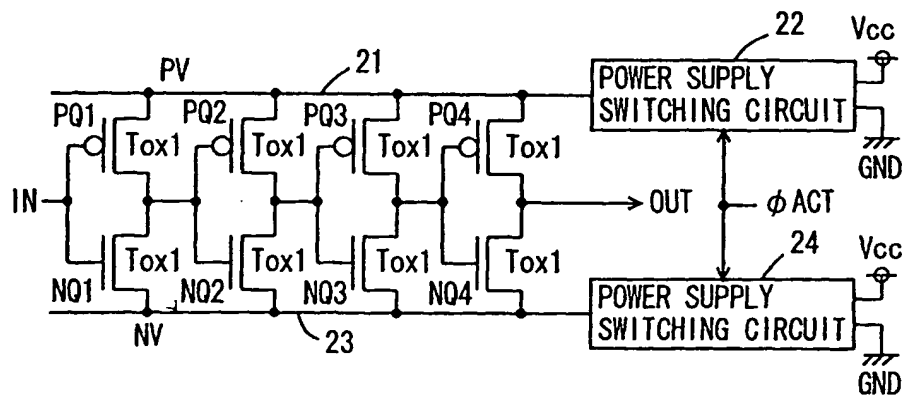 22
Vcc
PV
21
POWER SUPPLY
SWITCHING CIRCUIT
PQ1
PQ2
PQ3
PQ4
Tox1
Tox1
Tox1
Tox1
GND
IN
OUT
φACT
Tox1
Tox1
Tox1
Tox1
24
Vcc
NQ1
NQ2
NQ3
NQ4
POWER SUPPLY
SWITCHING CIRCUIT
NV
23
GND